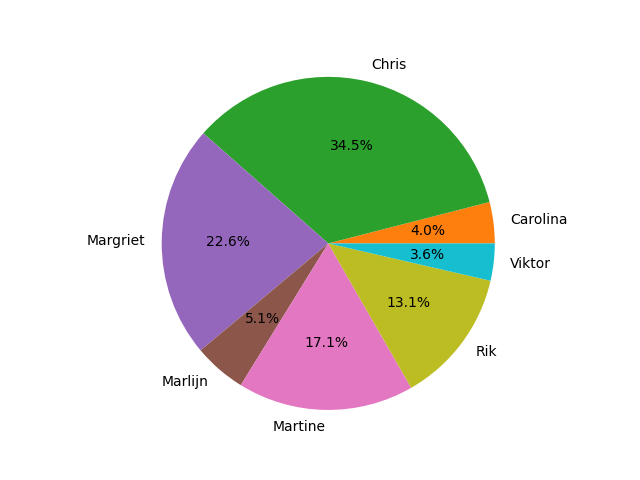 Chris
34.5%
Carolina
4.0%
Margriet
22.6%
3.6%
Viktor
13.1%
5.1%
17.1%
Rik
Marlijn
Martine